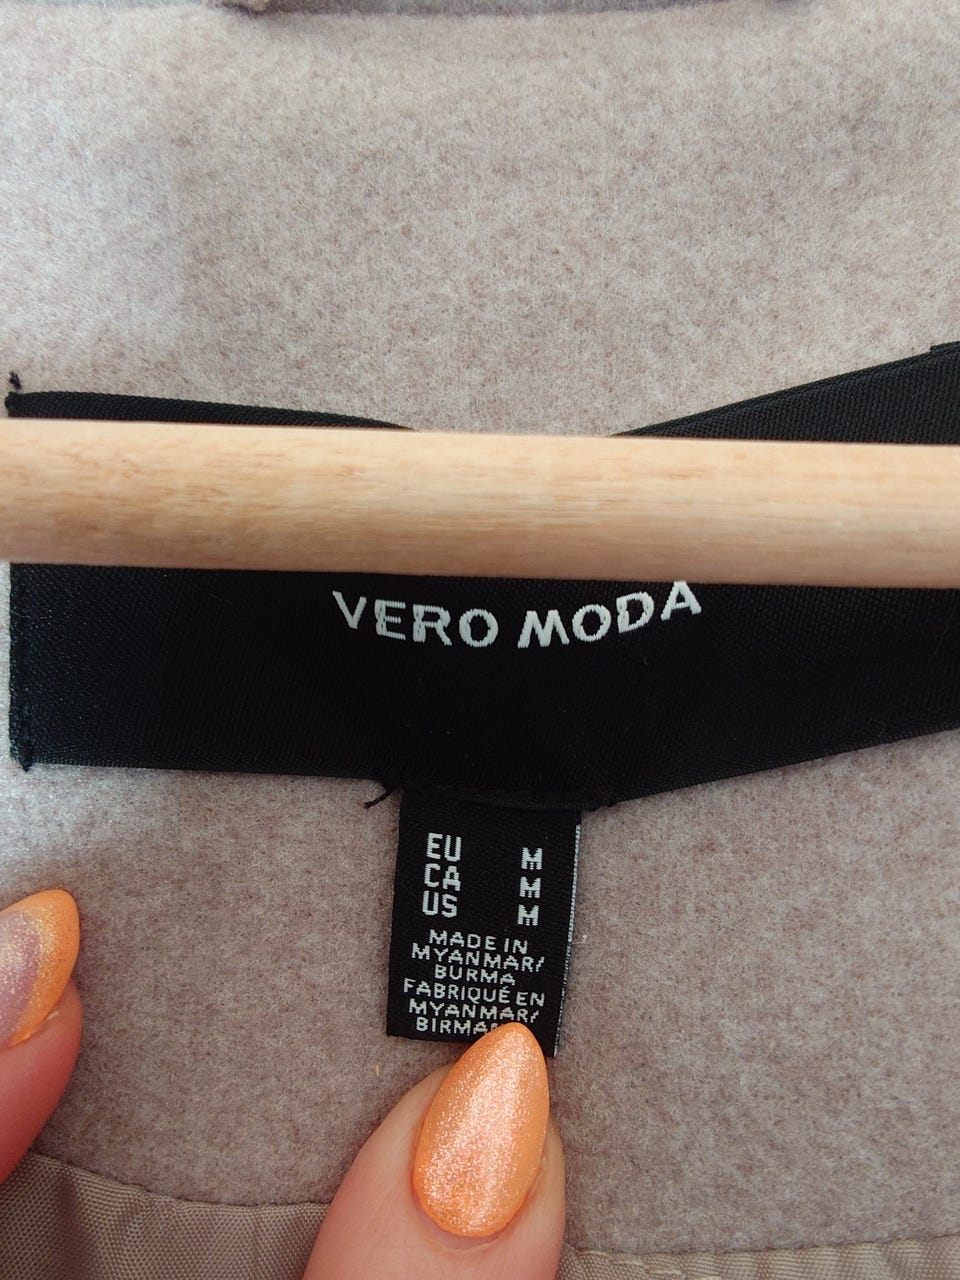 VERO MODA
EU M
CA M
US M
MADE IN
MYANMAR/
BURMA
FABRIQUÉ EN
MYANMAR/